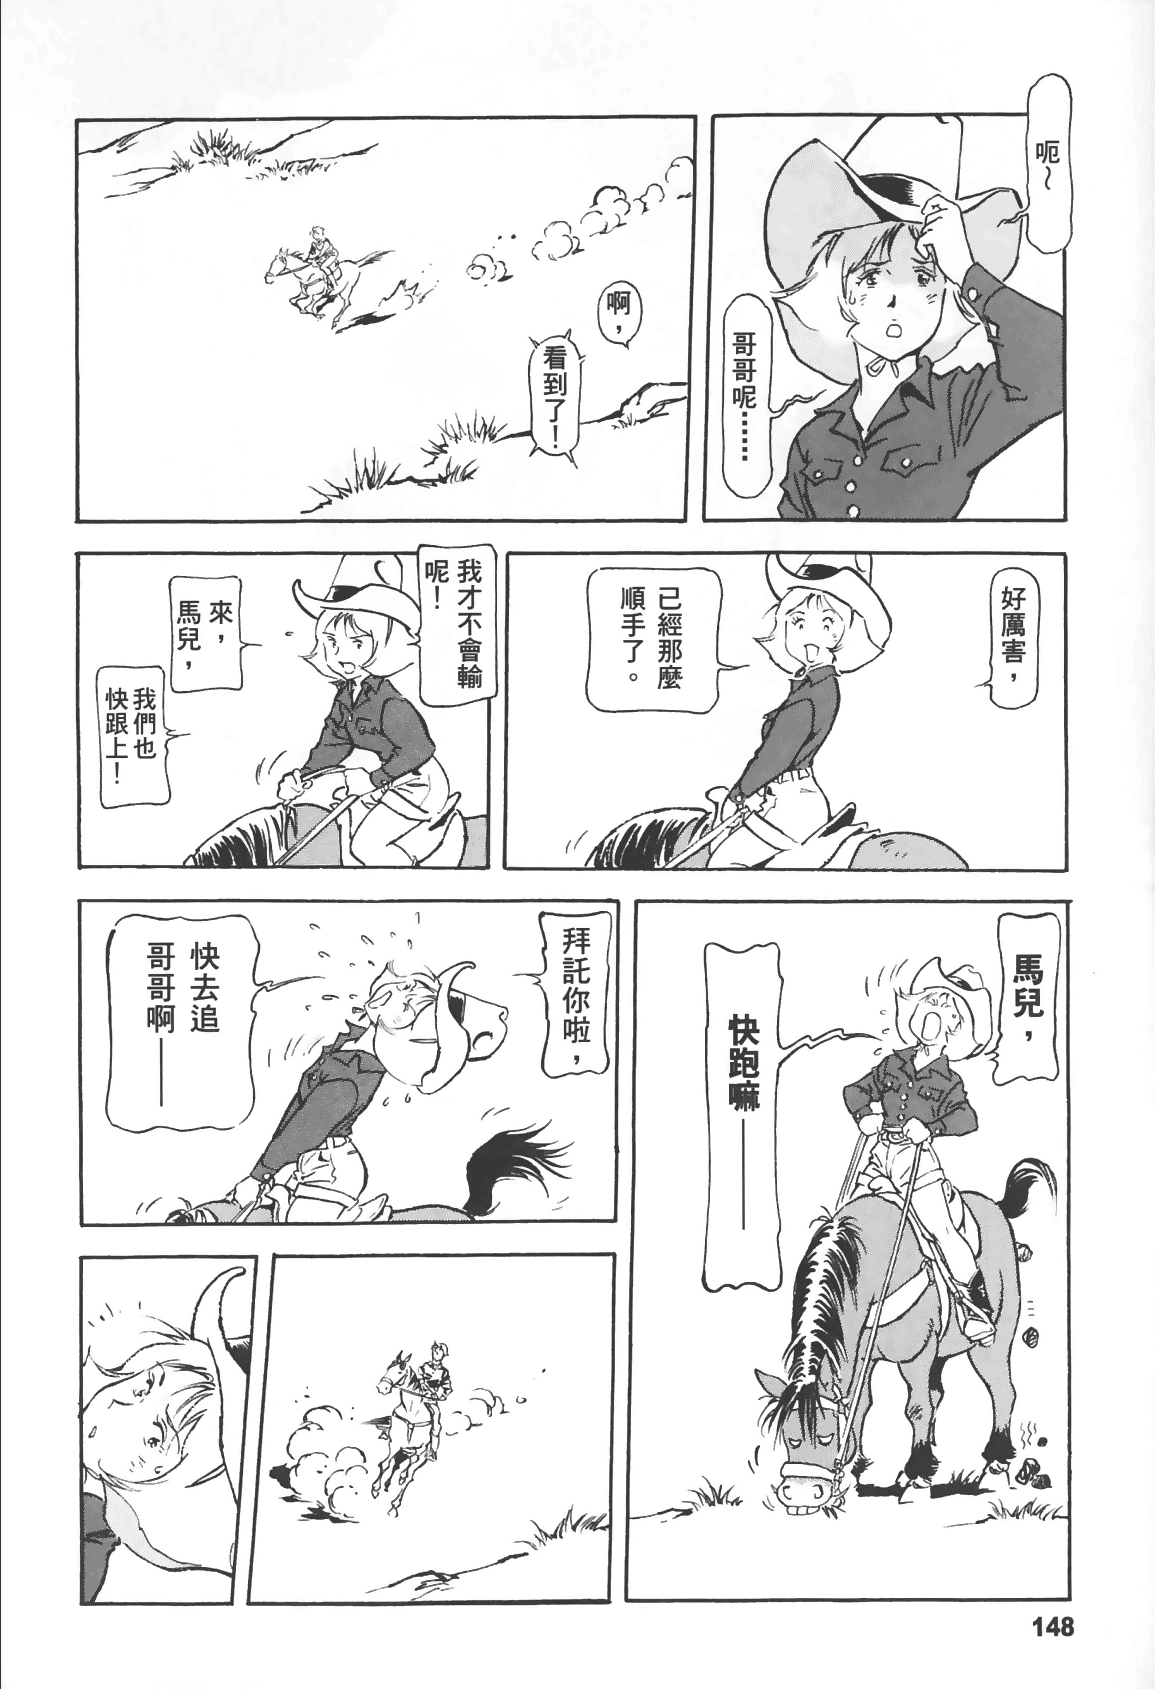 呃~
哥哥呢……
啊，
看到了！
好厲害，
已經那麼
順手了。
我才不會輸
呢！
來，
馬兒，
我們也
快跟上！
馬兒，
快跑嘛——
拜託你啦，
快去追
哥哥啊——
148